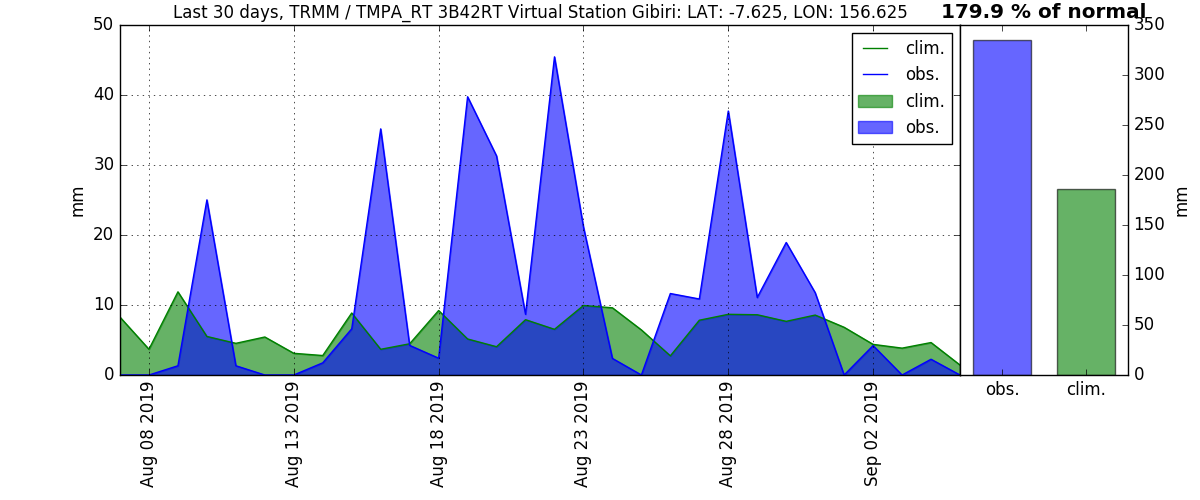 Last 30 days, TRMM / TMPA_RT 3B42RT Virtual Station Gibiri: LAT: -7.625, LON: 156.625
179.9 % of normal
50
40
30
20
10
0
mm
clim.
obs.
clim.
obs.
350
300
250
200
150
100
50
0
mm
Aug 08 2019
Aug 13 2019
Aug 18 2019
Aug 23 2019
Aug 28 2019
Sep 02 2019
obs.
clim.